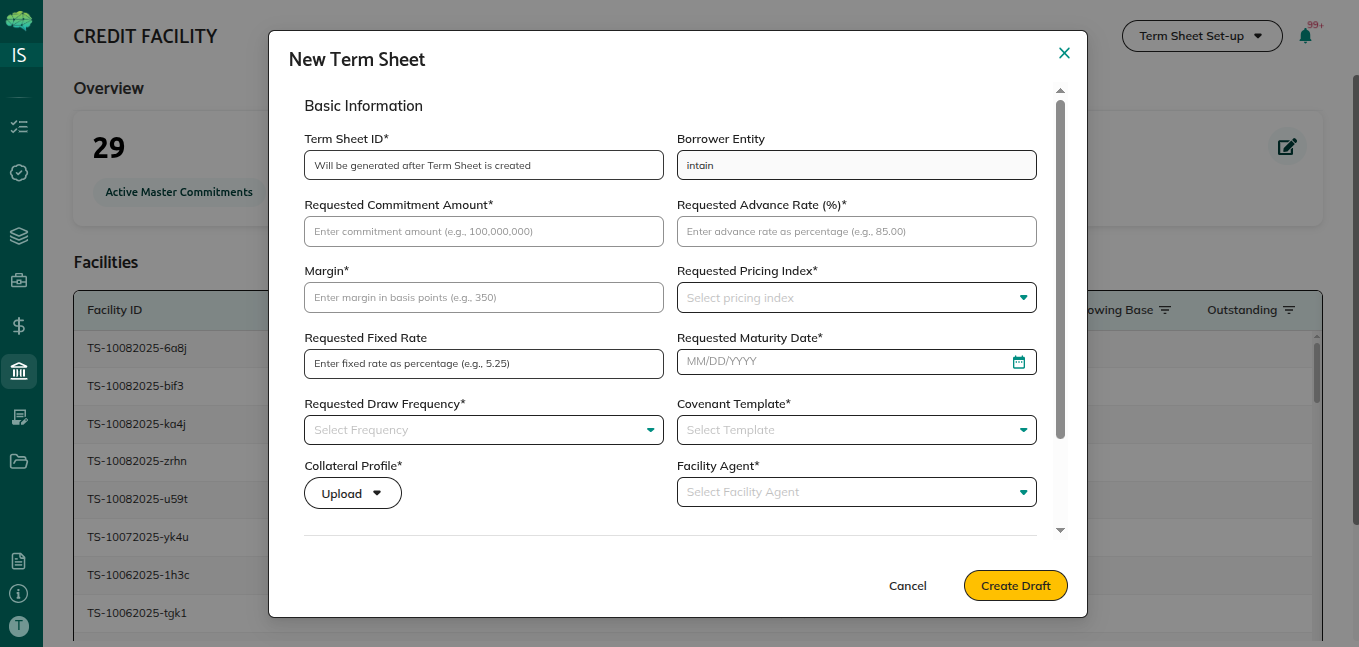 IS
CREDIT FACILITY
Term Sheet Set-up
99+
Overview
29
Active Master Commitments
Facilities
Facility ID
owing Base
Outstanding
TS-10082025-6a8j
TS-10082025-bif3
TS-10082025-ka4j
TS-10082025-zrhn
TS-10082025-u59t
TS-10072025-yk4u
TS-10062025-1h3c
TS-10062025-tgk1
T
New Term Sheet
Basic Information
Term Sheet ID*
Borrower Entity
Will be generated after Term Sheet is created
intain
Requested Commitment Amount*
Requested Advance Rate (%)*
Enter commitment amount (e.g., 100,000,000)
Enter advance rate as percentage (e.g., 85.00)
Margin*
Requested Pricing Index*
Enter margin in basis points (e.g., 350)
Select pricing index
Requested Fixed Rate
Requested Maturity Date*
Enter fixed rate as percentage (e.g., 5.25)
MM/DD/YYYY
Requested Draw Frequency*
Covenant Template*
Select Frequency
Select Template
Collateral Profile*
Facility Agent*
Upload
Select Facility Agent
Cancel
Create Draft